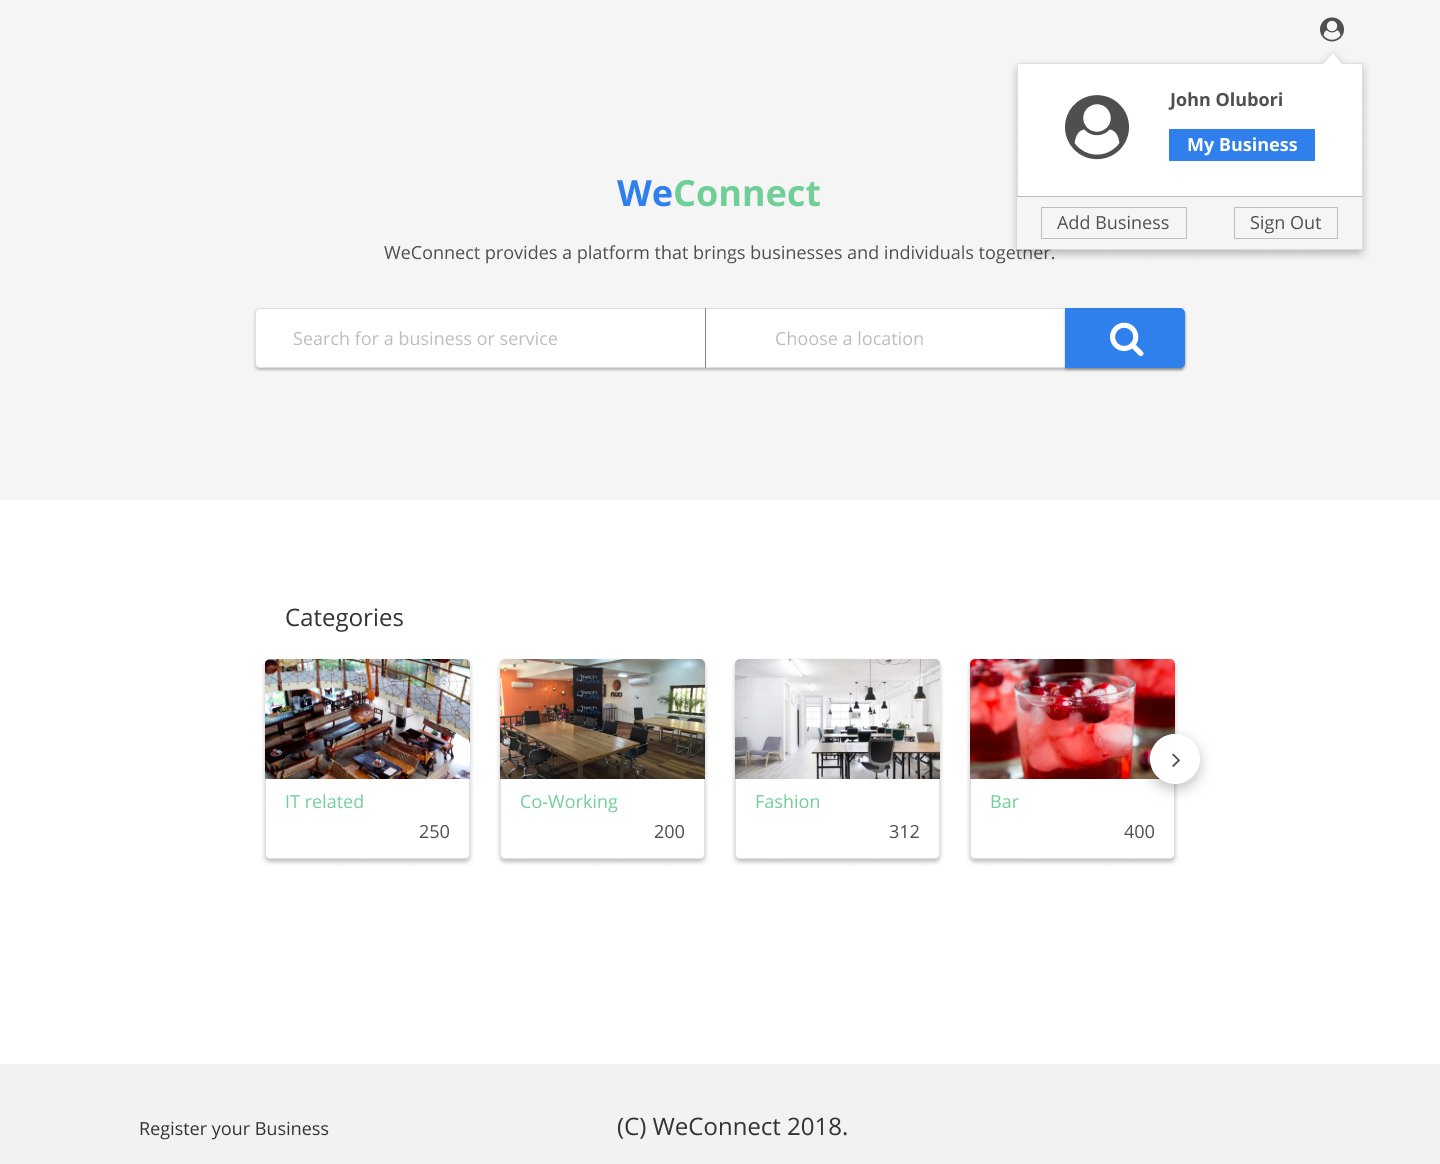 John Olubori
My Business
WeConnect
Add Business
Sign Out
WeConnect provides a platform that brings businesses and individuals together.
Search for a business or service
Choose a location
Categories
IT related
250
Co-Working
200
Fashion
312
Bar
400
Register your Business
(C) WeConnect 2018.